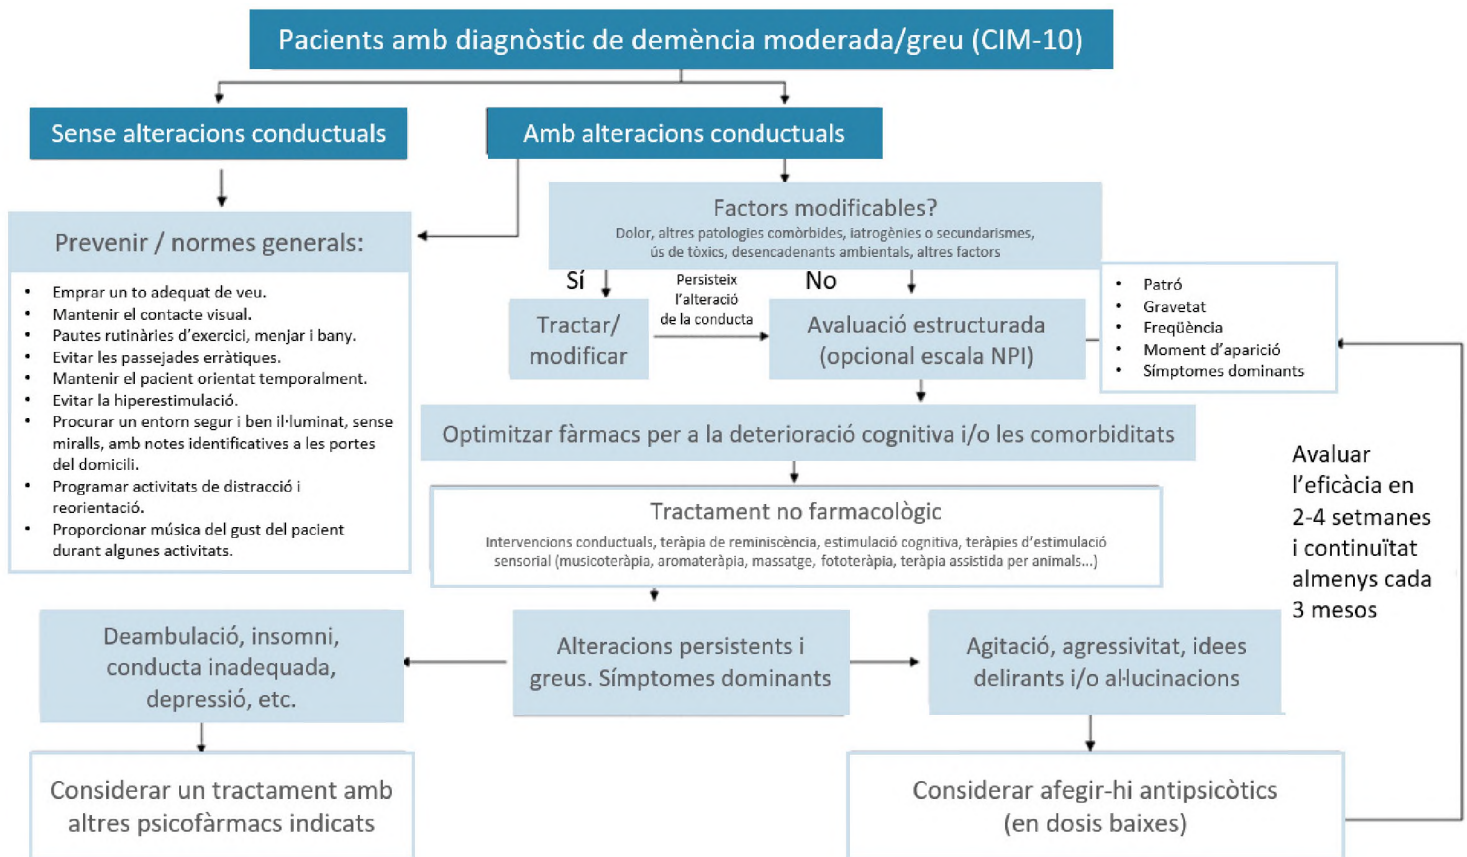 Pacients amb diagnòstic de demència moderada/greu (CIM-10)
Sense alteracions conductuals
Amb alteracions conductuals
Prevenir / normes generals:
• Emprar un to adequat de veu.
• Mantenir el contacte visual.
• Pautes rutinàries d'exercici, menjar i bany.
• Evitar les passejades erràtiques.
• Mantenir el pacient orientat temporalment.
• Evitar la hiperestimulació.
• Procurar un entorn segur i ben il·luminat, sense
miralls, amb notes identificatives a les portes
del domicili.
• Programar activitats de distracció i
reorientació.
• Proporcionar música del gust del pacient
durant algunes activitats.
Factors modificables?
Dolor, altres patologies comòrbides, iatrogènies o secundarismes,
ús de tòxics, desencadenants ambientals, altres factors
Sí
Persisteix
l'alteració
de la conducta
No
Tractar/
modificar
Avaluació estructurada
(opcional escala NPI)
• Patró
• Gravetat
• Freqüència
• Moment d'aparició
• Símptomes dominants
Optimitzar fàrmacs per a la deterioració cognitiva i/o les comorbiditats
Tractament no farmacològic
Intervencions conductuals, teràpia de reminiscència, estimulació cognitiva, teràpies d'estimulació
sensorial (musicoteràpia, aromateràpia, massatge, fototeràpia, teràpia assistida per animals...)
Avaluar
l'eficàcia en
2-4 setmanes
i continuïtat
almenys cada
3 mesos
Deambulació, insomni,
conducta inadequada,
depressió, etc.
Alteracions persistents i
greus. Símptomes dominants
Agitació, agressivitat, idees
delirants i/o al·lucinacions
Considerar un tractament amb
altres psicofàrmacs indicats
Considerar afegir-hi antipsicòtics
(en dosis baixes)